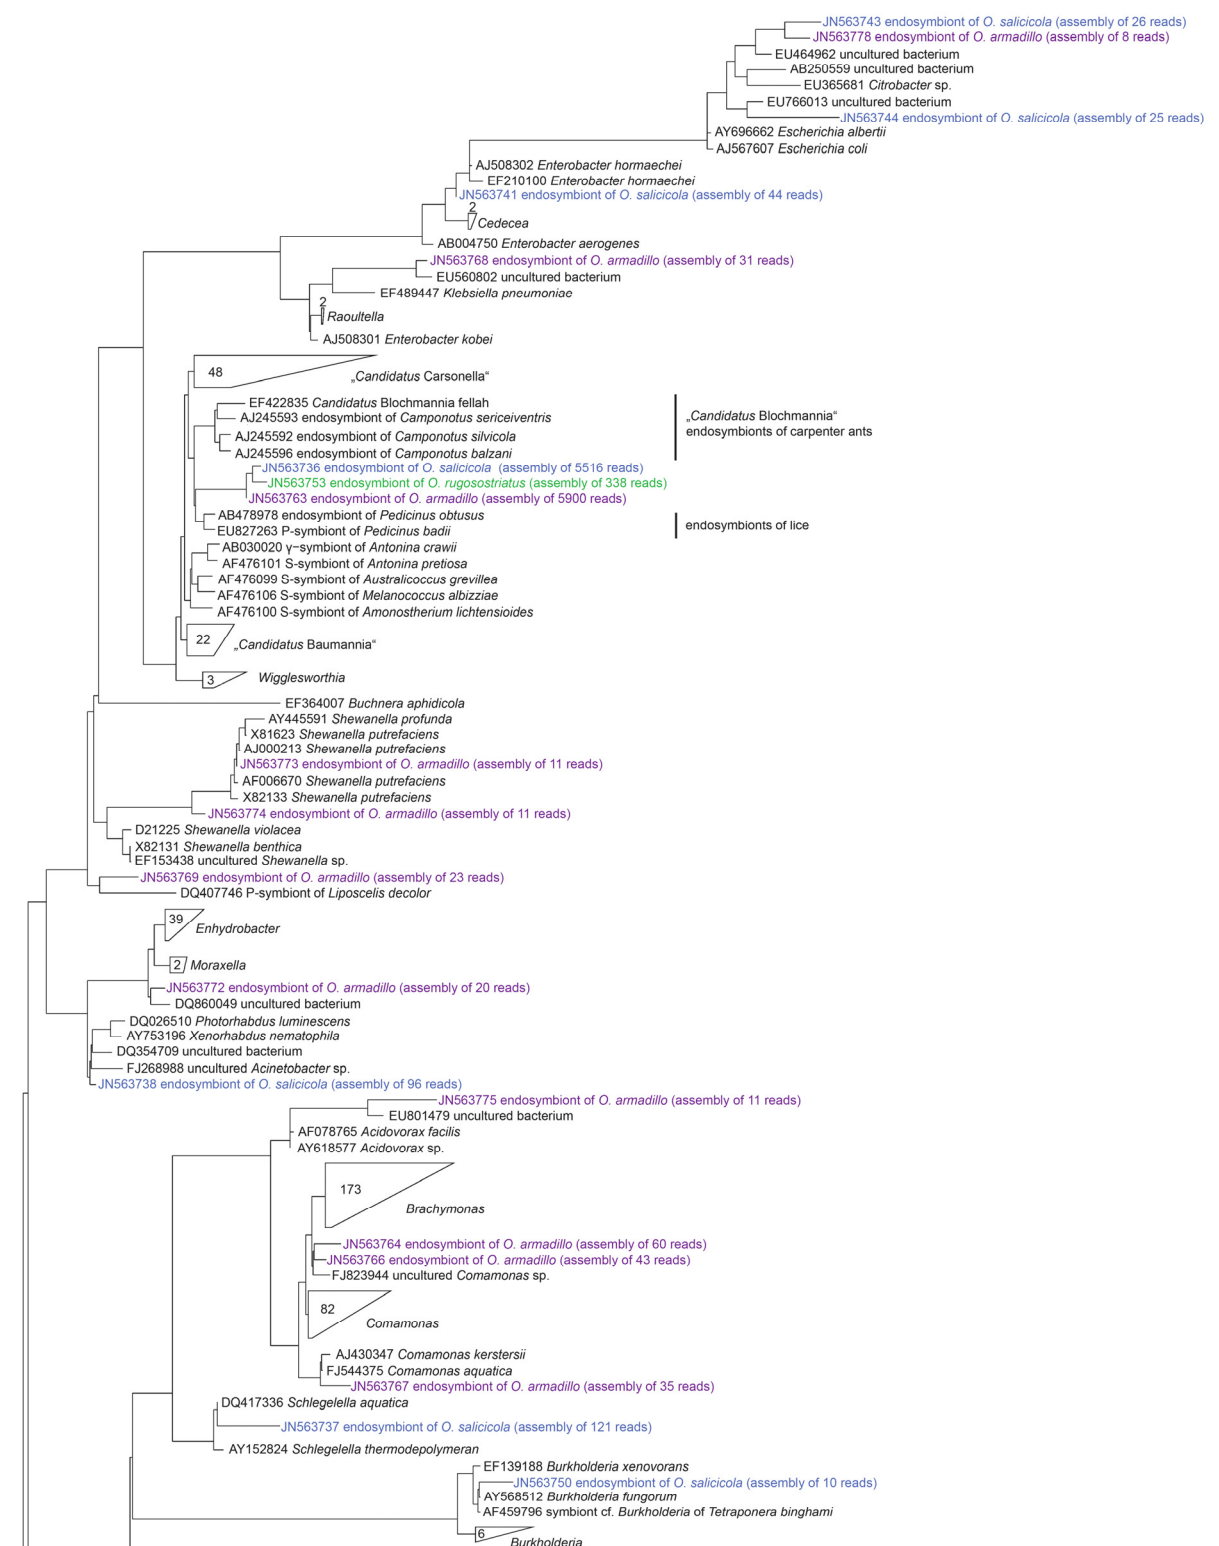 JN563743 endosymbiont of O. salicicola (assembly of 26 reads)
JN563778 endosymbiont of O. armadillo (assembly of 8 reads)
EU464962 uncultured bacterium
AB250559 uncultured bacterium
EU365681 Citrobacter sp.
EU766013 uncultured bacterium
JN563744 endosymbiont of O. salicicola (assembly of 25 reads)
AY696662 Escherichia albertii
AJ567607 Escherichia coli
AJ508302 Enterobacter hormaechei
EF210100 Enterobacter hormaechei
JN563741 endosymbiont of O. salicicola (assembly of 44 reads)
2
Cedecea
AB004750 Enterobacter aerogenes
JN563768 endosymbiont of O. armadillo (assembly of 31 reads)
EU560802 uncultured bacterium
EF489447 Klebsiella pneumoniae
2
Raoultella
AJ508301 Enterobacter kobei
48
„Candidatus Carsonella“
EF422835 Candidatus Blochmannia fellah
AJ245593 endosymbiont of Camponotus sericeiventris
„Candidatus Blochmannia“
endosymbionts of carpenter ants
AJ245592 endosymbiont of Camponotus silvicola
AJ245596 endosymbiont of Camponotus balzani
JN563736 endosymbiont of O. salicicola (assembly of 5516 reads)
JN563753 endosymbiont of O. rugosostriatus (assembly of 338 reads)
JN563763 endosymbiont of O. armadillo (assembly of 5900 reads)
AB478978 endosymbiont of Pedicinus obtusus
endosymbionts of lice
EU827263 P-symbiont of Pedicinus badii
AB030020 γ−symbiont of Antonina crawii
AF476101 S-symbiont of Antonina pretiosa
AF476099 S-symbiont of Australicoccus grevillea
AF476106 S-symbiont of Melanococcus albizziae
AF476100 S-symbiont of Amonostherium lichtensioides
22
„Candidatus Baumannia“
3
Wigglesworthia
EF364007 Buchnera aphidicola
AY445591 Shewanella profunda
X81623 Shewanella putrefaciens
AJ000213 Shewanella putrefaciens
JN563773 endosymbiont of O. armadillo (assembly of 11 reads)
AF006670 Shewanella putrefaciens
X82133 Shewanella putrefaciens
JN563774 endosymbiont of O. armadillo (assembly of 11 reads)
D21225 Shewanella violacea
X82131 Shewanella benthica
EF153438 uncultured Shewanella sp.
JN563769 endosymbiont of O. armadillo (assembly of 23 reads)
DQ407746 P-symbiont of Liposcelis decolor
39
Enhydrobacter
2
Moraxella
JN563772 endosymbiont of O. armadillo (assembly of 20 reads)
DQ860049 uncultured bacterium
DQ026510 Photorhabdus luminescens
AY753196 Xenorhabdus nematophila
DQ354709 uncultured bacterium
FJ268988 uncultured Acinetobacter sp.
JN563738 endosymbiont of O. salicicola (assembly of 96 reads)
JN563775 endosymbiont of O. armadillo (assembly of 11 reads)
EU801479 uncultured bacterium
AF078765 Acidovorax facilis
AY618577 Acidovorax sp.
173
Brachymonas
JN563764 endosymbiont of O. armadillo (assembly of 60 reads)
JN563766 endosymbiont of O. armadillo (assembly of 43 reads)
FJ823944 uncultured Comamonas sp.
82
Comamonas
AJ430347 Comamonas kerstersii
FJ544375 Comamonas aquatica
JN563767 endosymbiont of O. armadillo (assembly of 35 reads)
DQ417336 Schlegelella aquatica
JN563737 endosymbiont of O. salicicola (assembly of 121 reads)
AY152824 Schlegelella thermodepolymeran
EF139188 Burkholderia xenovorans
JN563750 endosymbiont of O. salicicola (assembly of 10 reads)
AY568512 Burkholderia fungorum
AF459796 symbiont cf. Burkholderia of Tetraponera binghami
6
Burkholderia